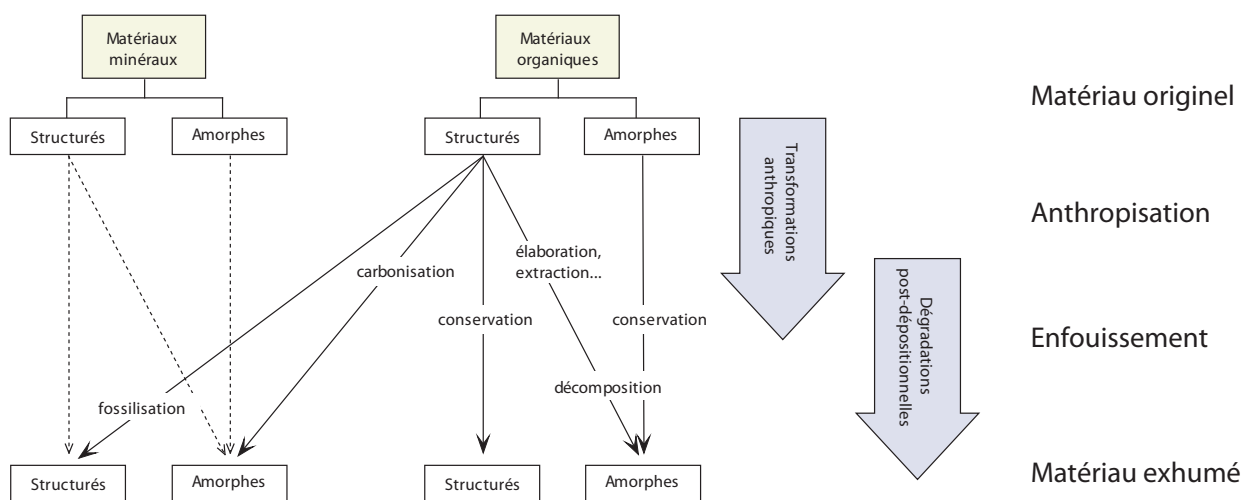 Matériaux
minéraux
Matériaux
organiques
Matériau originel
Structurés
Amorphes
Structurés
Amorphes
Transformations
anthropiques
Anthropisation
élaboration,
extraction...
carbonisation
conservation
conservation
Dégradations
post-dépositionnelles
Enfouissement
décomposition
fossilisation
Structurés
Amorphes
Structurés
Amorphes
Matériau exhumé